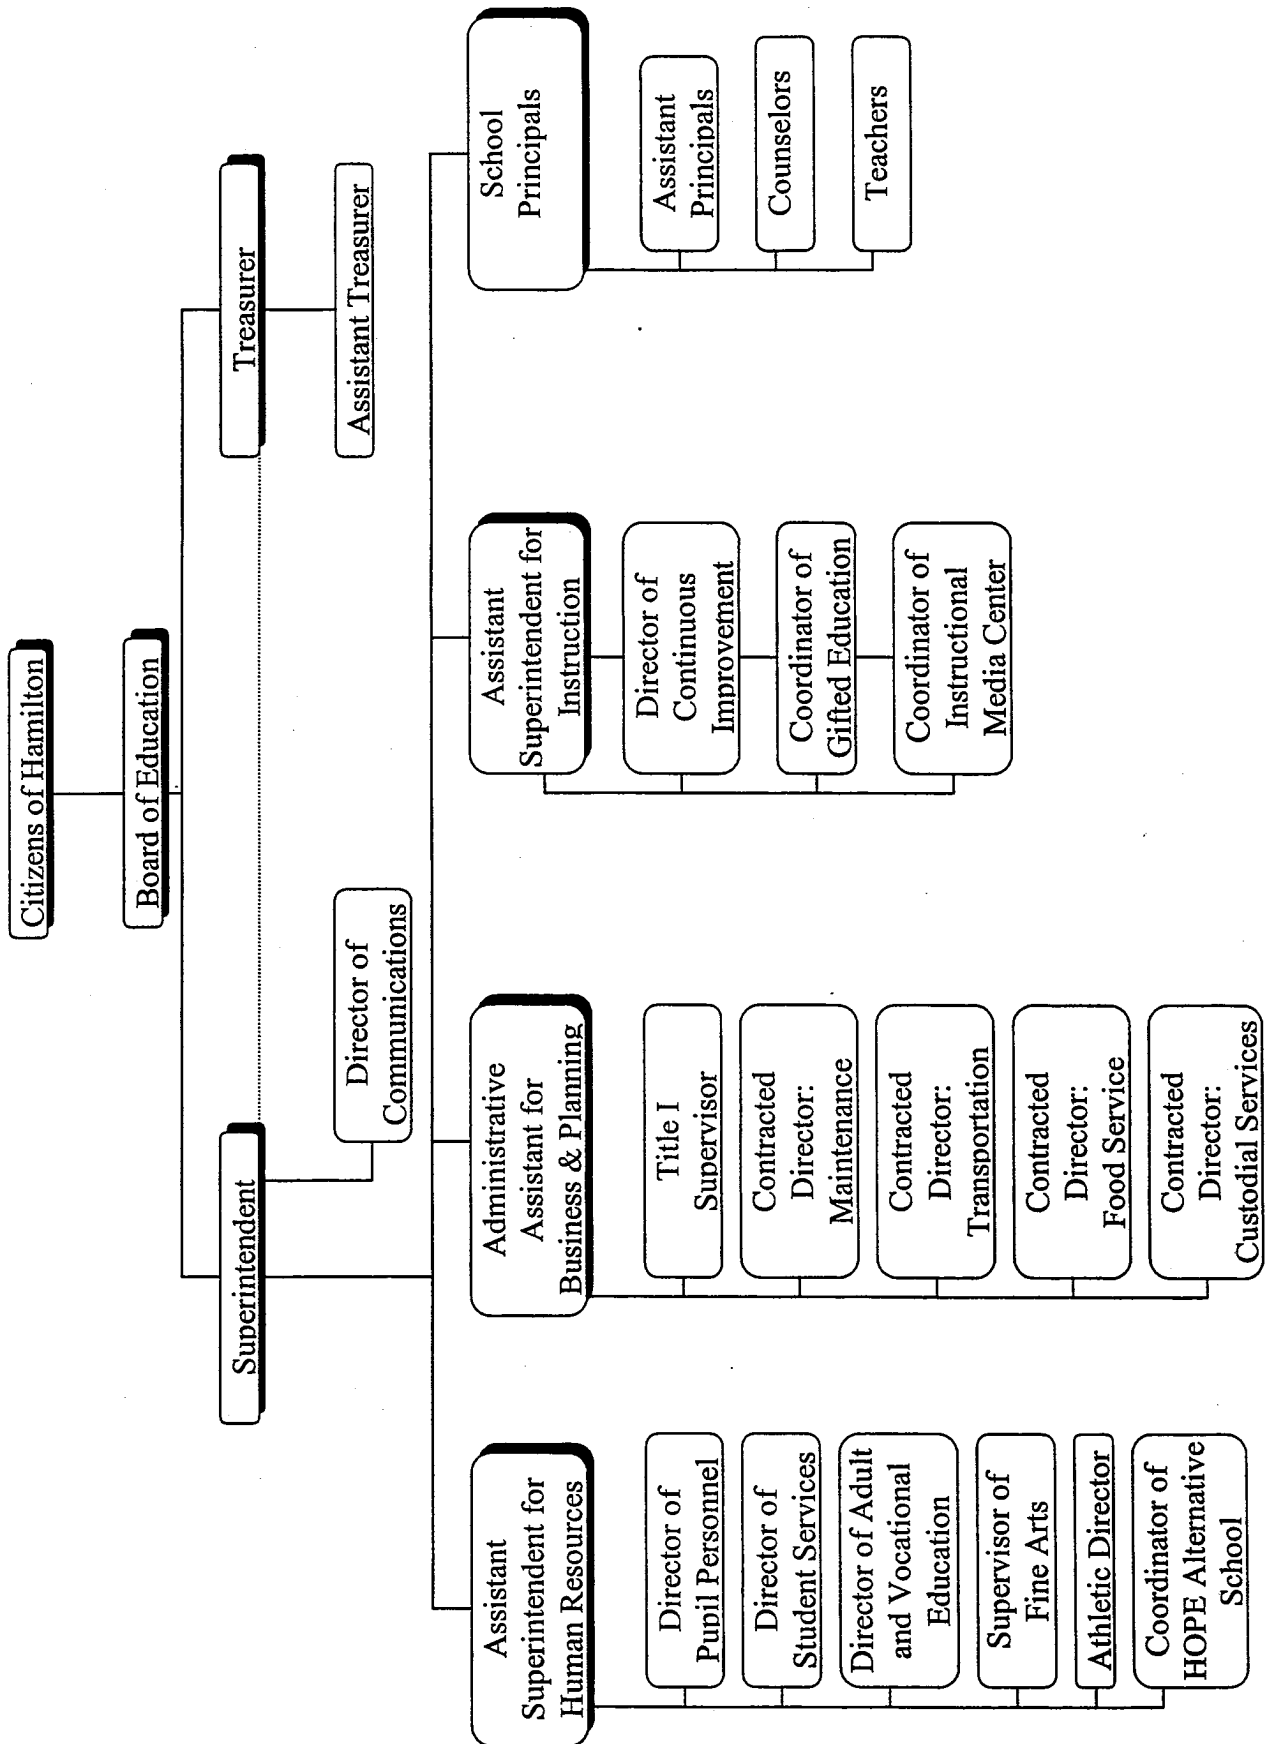 Citizens of Hamilton
Board of Education
Superintendent
Treasurer
Director of
Communications
Assistant Treasurer
Assistant
Superintendent for
Human Resources
Director of
Pupil Personnel
Director of
Student Services
Director of Adult
and Vocational
Education
Supervisor of
Fine Arts
Athletic Director
Coordinator of
HOPE Alternative
School
Administrative
Assistant for
Business & Planning
Title I
Supervisor
Contracted
Director:
Maintenance
Contracted
Director:
Transportation
Contracted
Director:
Food Service
Contracted
Director:
Custodial Services
Assistant
Superintendent for
Instruction
Director of
Continuous
Improvement
Coordinator of
Gifted Education
Coordinator of
Instructional
Media Center
School
Principals
Assistant
Principals
Counselors
Teachers